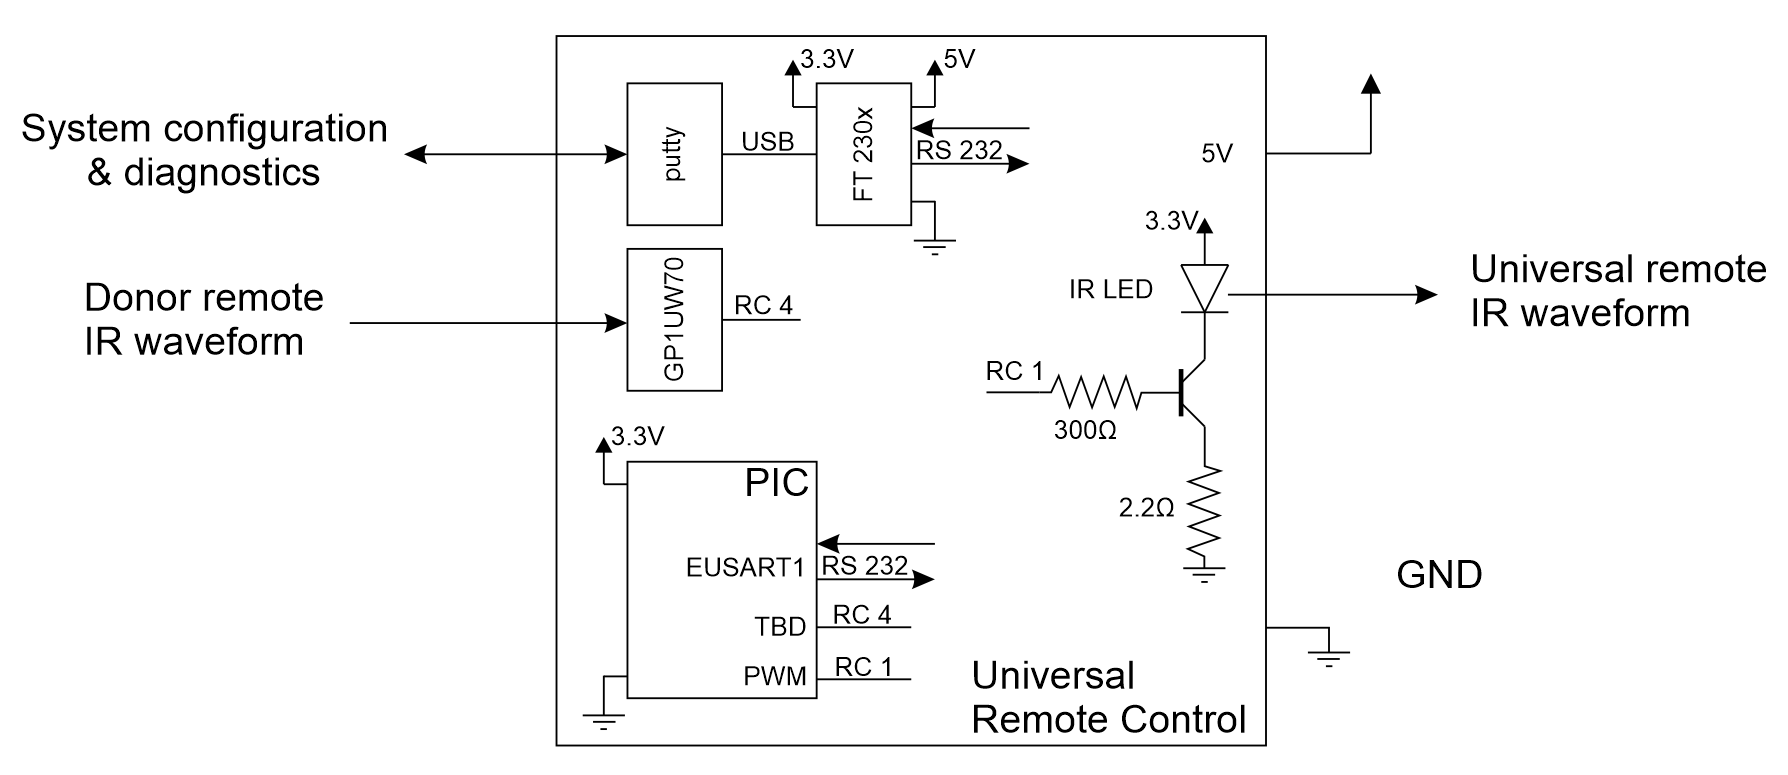 System configuration
& diagnostics
putty
USB
3.3V
5V
FT 230x
RS 232
5V
Donor remote
IR waveform
GP1UW70
RC 4
3.3V
IR LED
Universal remote
IR waveform
RC 1
300Ω
2.2Ω
3.3V
PIC
EUSART1
RS 232
TBD
RC 4
PWM
RC 1
GND
Universal
Remote Control